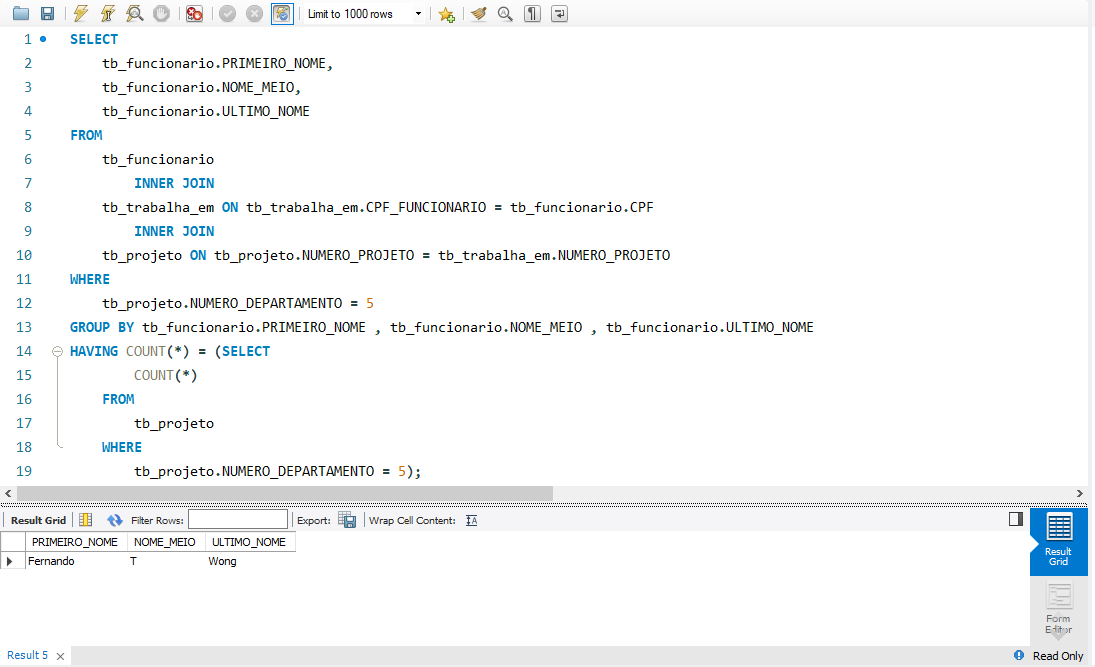 Limit to 1000 rows
1 SELECT
2 tb_funcionario.PRIMEIRO_NOME,
3 tb_funcionario.NOME_MEIO,
4 tb_funcionario.ULTIMO_NOME
5 FROM
6 tb_funcionario
7 INNER JOIN
8 tb_trabalha_em ON tb_trabalha_em.CPF_FUNCIONARIO = tb_funcionario.CPF
9 INNER JOIN
10 tb_projeto ON tb_projeto.NUMERO_PROJETO = tb_trabalha_em.NUMERO_PROJETO
11 WHERE
12 tb_projeto.NUMERO_DEPARTAMENTO = 5
13 GROUP BY tb_funcionario.PRIMEIRO_NOME , tb_funcionario.NOME_MEIO , tb_funcionario.ULTIMO_NOME
14 HAVING COUNT(*) = (SELECT
15 COUNT(*)
16 FROM
17 tb_projeto
18 WHERE
19 tb_projeto.NUMERO_DEPARTAMENTO = 5);
Result Grid Filter Rows: Export: Wrap Cell Content: IA
PRIMEIRO_NOME NOME_MEIO ULTIMO_NOME
Fernando T Wong
Result
Grid
Form
Editor
Result 5 Read Only